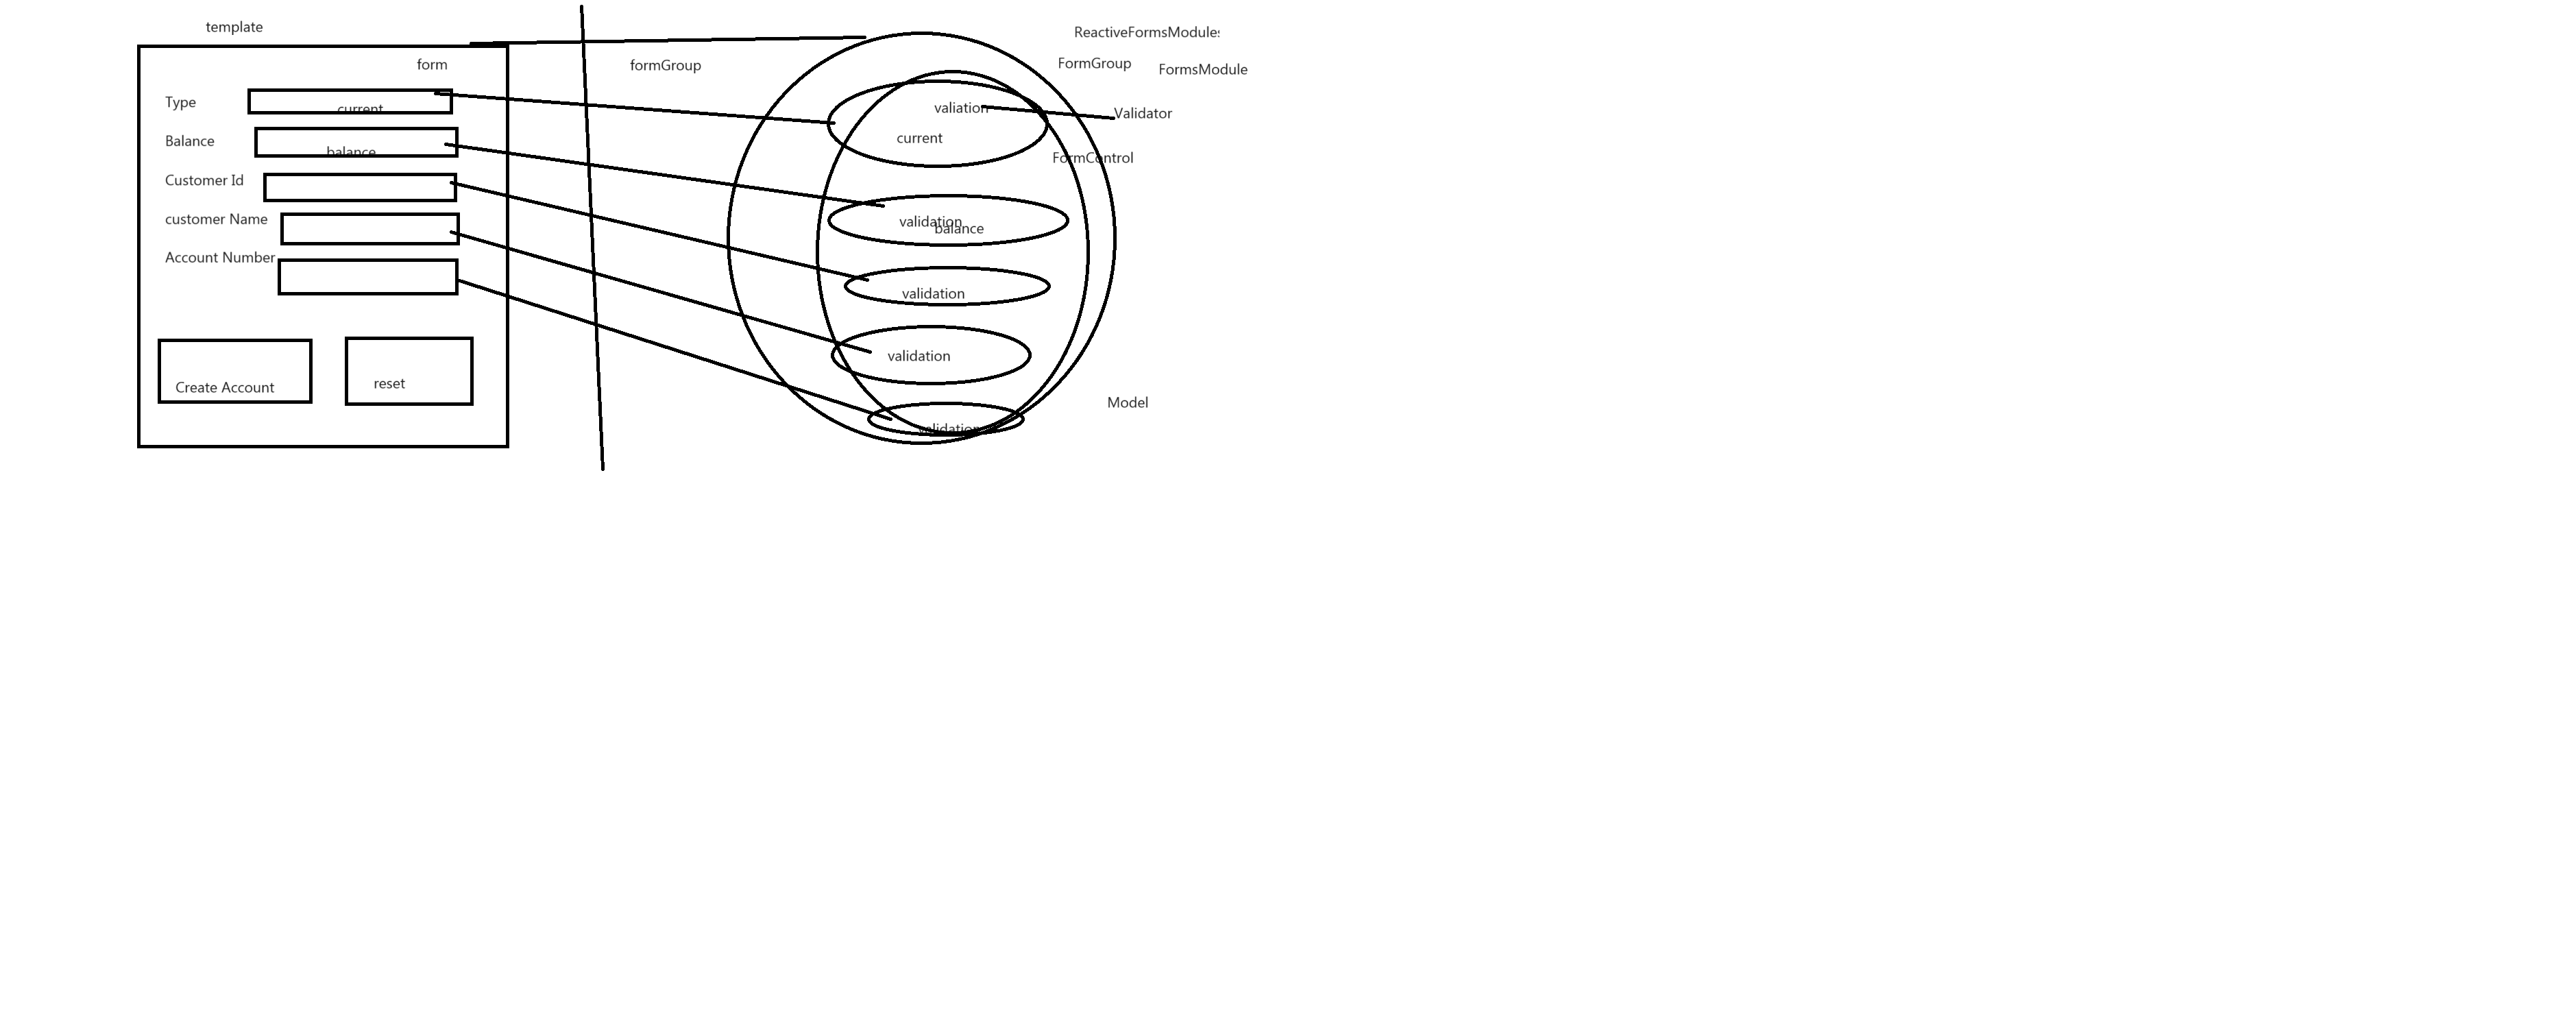 template
form
Type
current
Balance
balance
Customer Id
customer Name
Account Number
Create Account
reset
formGroup
valiation
current
validation
balance
validation
validation
validation
ReactiveFormsModules
FormGroup
FormsModule
Validator
FormControl
Model